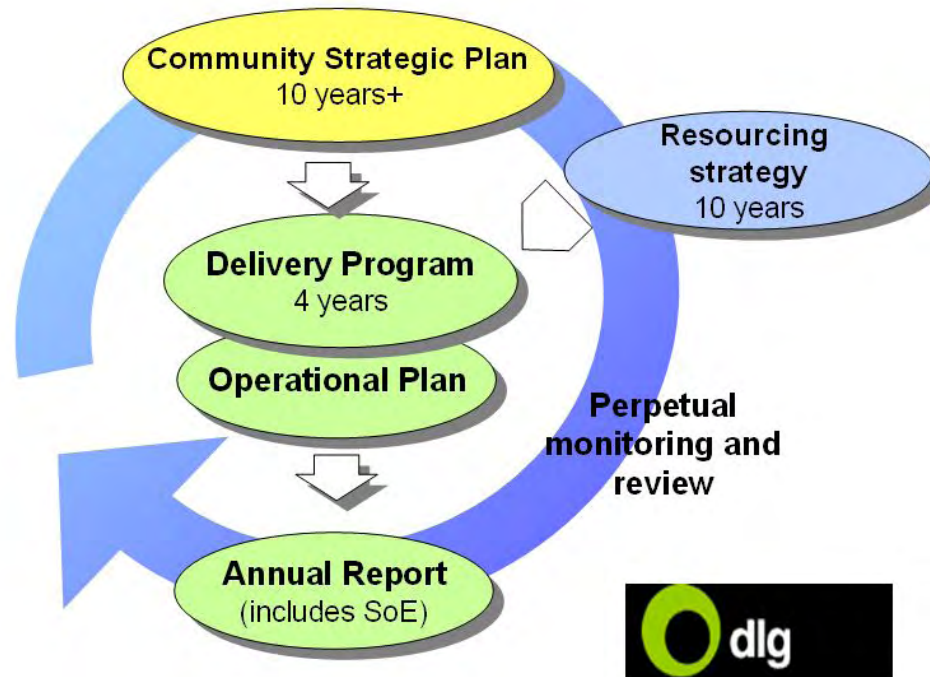 Community Strategic Plan
10 years+
Resourcing
strategy
10 years
Delivery Program
4 years
Operational Plan
Perpetual
monitoring and
review
Annual Report
(includes SoE)
dlg